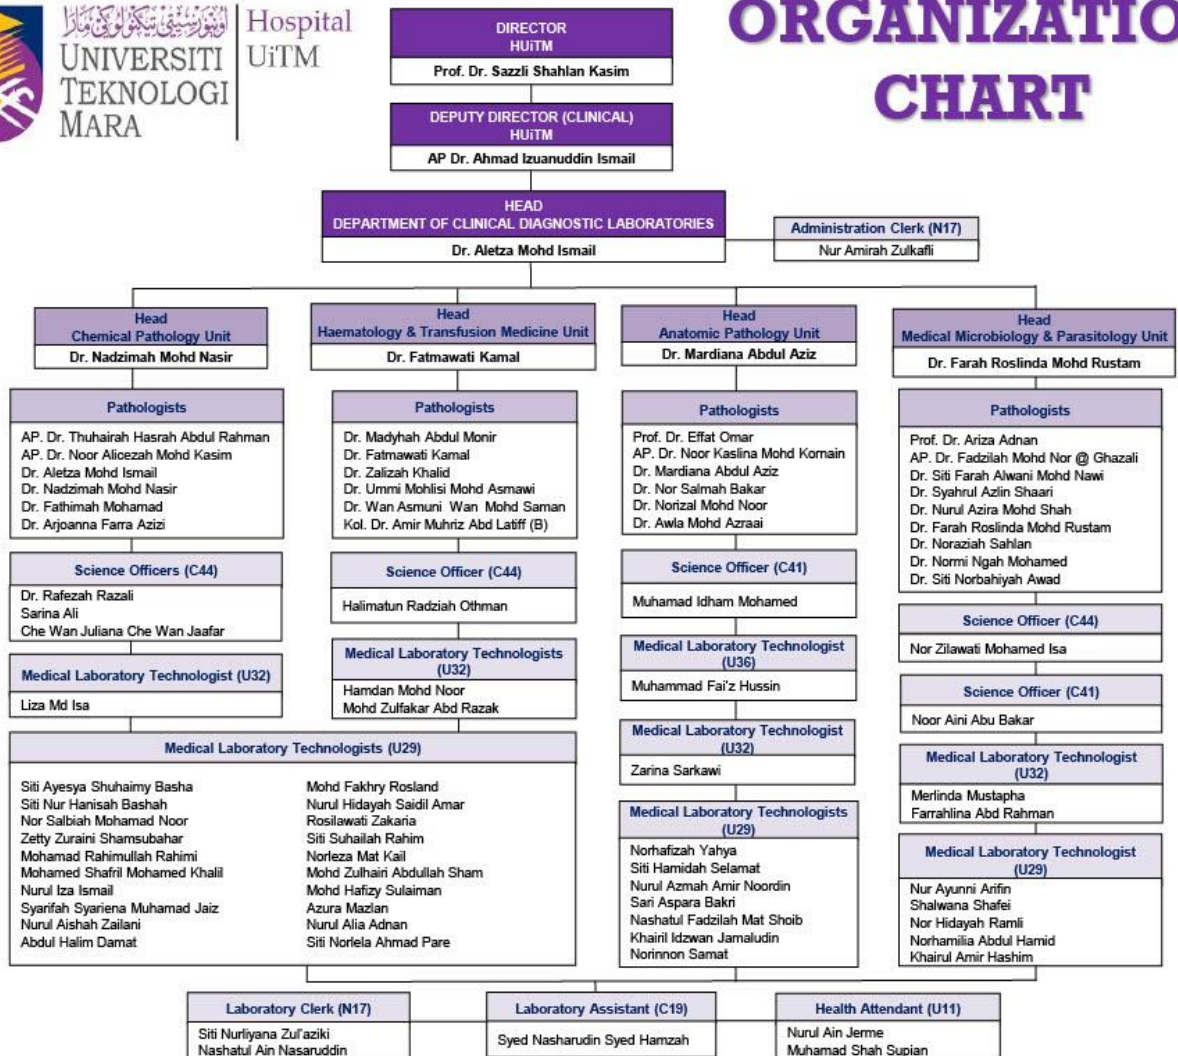 اونيۏرسيتي تيكنولوڬي مارا
UNIVERSITI
TEKNOLOGI
MARA
Hospital
UiTM
ORGANIZATIO
CHART
DIRECTOR
HUiTM
Prof. Dr. Sazzli Shahlan Kasim
DEPUTY DIRECTOR (CLINICAL)
HUiTM
AP Dr. Ahmad Izuanuddin Ismail
HEAD
DEPARTMENT OF CLINICAL DIAGNOSTIC LABORATORIES
Dr. Aletza Mohd Ismail
Administration Clerk (N17)
Nur Amirah Zulkafli
Head
Chemical Pathology Unit
Dr. Nadzimah Mohd Nasir
Pathologists
AP. Dr. Thuhairah Hasrah Abdul Rahman
AP. Dr. Noor Alicezah Mohd Kasim
Dr. Aletza Mohd Ismail
Dr. Nadzimah Mohd Nasir
Dr. Fathimah Mohamad
Dr. Arjoanna Farra Azizi
Science Officers (C44)
Dr. Rafezah Razali
Sarina Ali
Che Wan Juliana Che Wan Jaafar
Medical Laboratory Technologist (U32)
Liza Md Isa
Head
Haematology & Transfusion Medicine Unit
Dr. Fatmawati Kamal
Pathologists
Dr. Madyhah Abdul Monir
Dr. Fatmawati Kamal
Dr. Zalizah Khalid
Dr. Ummi Mohlisi Mohd Asmawi
Dr. Wan Asmuni Wan Mohd Saman
Kol. Dr. Amir Muhriz Abd Latiff (B)
Science Officer (C44)
Halimatun Radziah Othman
Medical Laboratory Technologists
(U32)
Hamdan Mohd Noor
Mohd Zulfakar Abd Razak
Medical Laboratory Technologists (U29)
Siti Ayesya Shuhaimy Basha
Siti Nur Hanisah Bashah
Nor Salbiah Mohamad Noor
Zetty Zuraini Shamsubahar
Mohamad Rahimullah Rahimi
Mohamed Shafril Mohamed Khalil
Nurul Iza Ismail
Syarifah Syariena Muhamad Jaiz
Nurul Aishah Zailani
Abdul Halim Damat
Mohd Fakhry Rosland
Nurul Hidayah Saidil Amar
Rosilawati Zakaria
Siti Suhailah Rahim
Norleza Mat Kail
Mohd Zulhairi Abdullah Sham
Mohd Hafizy Sulaiman
Azura Mazlan
Nurul Alia Adnan
Siti Norlela Ahmad Pare
Head
Anatomic Pathology Unit
Dr. Mardiana Abdul Aziz
Pathologists
Prof. Dr. Effat Omar
AP. Dr. Noor Kaslina Mohd Kornain
Dr. Mardiana Abdul Aziz
Dr. Nor Salmah Bakar
Dr. Norizal Mohd Noor
Dr. Awla Mohd Azraai
Science Officer (C41)
Muhamad Idham Mohamed
Medical Laboratory Technologist
(U36)
Muhammad Fai'z Hussin
Medical Laboratory Technologist
(U32)
Zarina Sarkawi
Medical Laboratory Technologists
(U29)
Norhafizah Yahya
Siti Hamidah Selamat
Nurul Azmah Amir Noordin
Sari Aspara Bakri
Nashatul Fadzilah Mat Shoib
Khairil Idzwan Jamaludin
Norinnon Samat
Head
Medical Microbiology & Parasitology Unit
Dr. Farah Roslinda Mohd Rustam
Pathologists
Prof. Dr. Ariza Adnan
AP. Dr. Fadzilah Mohd Nor @ Ghazali
Dr. Siti Farah Alwani Mohd Nawi
Dr. Syahrul Azlin Shaari
Dr. Nurul Azira Mohd Shah
Dr. Farah Roslinda Mohd Rustam
Dr. Noraziah Sahlan
Dr. Normi Ngah Mohamed
Dr. Siti Norbahiyah Awad
Science Officer (C44)
Nor Zilawati Mohamed Isa
Science Officer (C41)
Noor Aini Abu Bakar
Medical Laboratory Technologist
(U32)
Merlinda Mustapha
Farrahlina Abd Rahman
Medical Laboratory Technologist
(U29)
Nur Ayunni Arifin
Shalwana Shafei
Nor Hidayah Ramli
Norhamilia Abdul Hamid
Khairul Amir Hashim
Laboratory Clerk (N17)
Siti Nurliyana Zul'aziki
Nashatul Ain Nasaruddin
Laboratory Assistant (C19)
Syed Nasharudin Syed Hamzah
Health Attendant (U11)
Nurul Ain Jerme
Muhamad Shah Supian